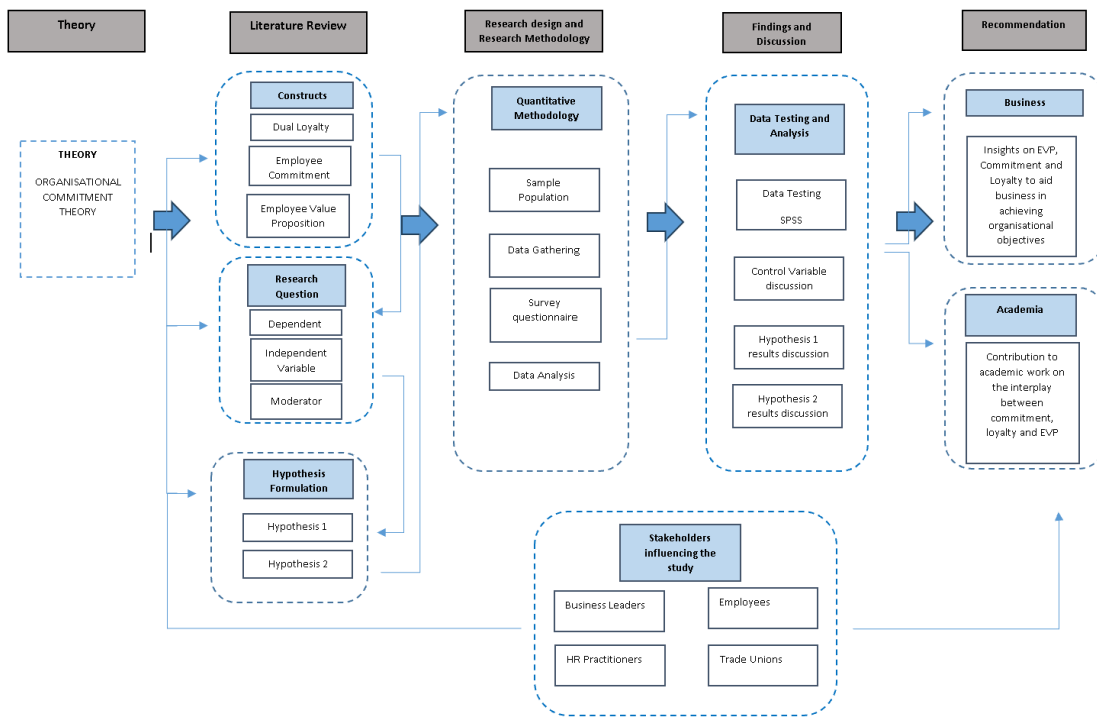 Theory
Literature Review
Research design and
Research Methodology
Findings and
Discussion
Recommendation
THEORY
ORGANISATIONAL
COMMITMENT
THEORY
Constructs
Dual Loyalty
Employee
Commitment
Employee Value
Proposition
Research
Question
Dependent
Independent
Variable
Moderator
Hypothesis
Formulation
Hypothesis 1
Hypothesis 2
Quantitative
Methodology
Sample
Population
Data Gathering
Survey
questionnaire
Data Analysis
Data Testing and
Analysis
Data Testing
SPSS
Control Variable
discussion
Hypothesis 1
results discussion
Hypothesis 2
results discussion
Business
Insights on EVP,
Commitment and
Loyalty to aid
business in
achieving
organisational
objectives
Academia
Contribution to
academic work on
the interplay
between
commitment,
loyalty and EVP
Stakeholders
influencing the
study
Business Leaders
Employees
HR Practitioners
Trade Unions